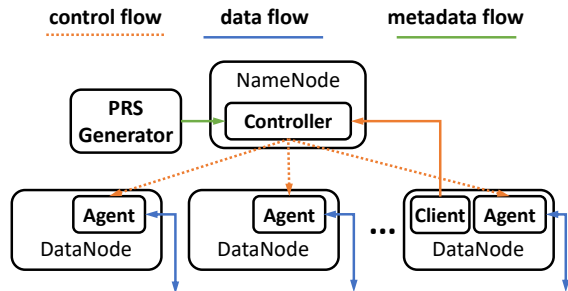 control flow data flow metadata flow
NameNode
PRS
Generator
Controller
Agent
DataNode
Agent
DataNode
...
Client Agent
DataNode